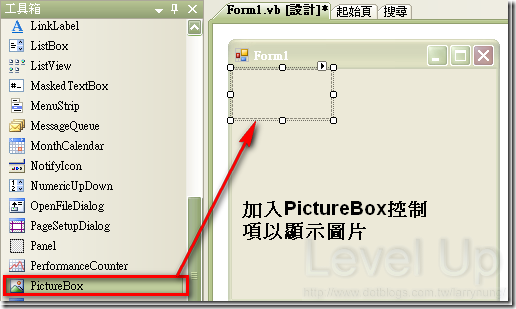 工具箱
LinkLabel
ListBox
ListView
MaskedTextBox
MenuStrip
MessageQueue
MonthCalendar
NotifyIcon
NumericUpDown
OpenFileDialog
PageSetupDialog
Panel
PerformanceCounter
PictureBox
Form1.vb [設計]*
起始頁
搜尋
Form1
加入PictureBox控制
項以顯示圖片
Level Up
http://www.dotblogs.com.tw/larrynung/